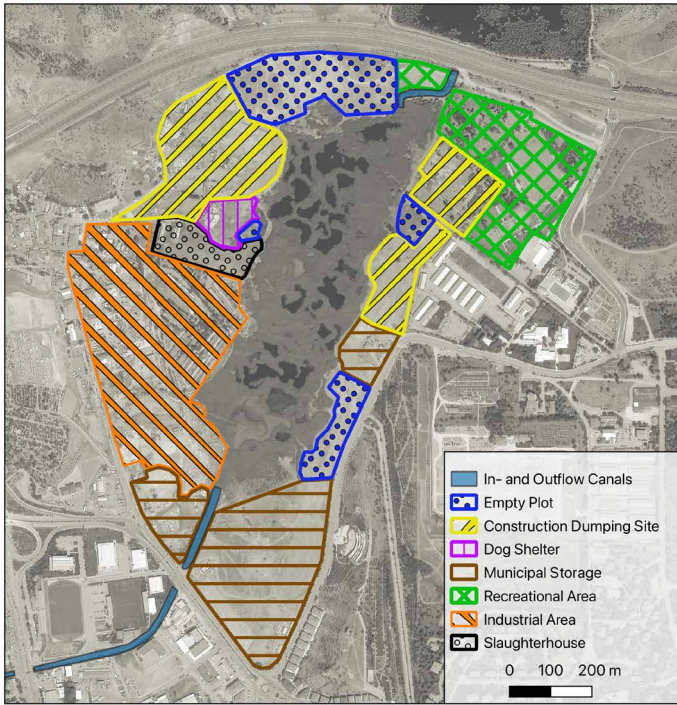 In- and Outflow Canals
Empty Plot
Construction Dumping Site
Dog Shelter
Municipal Storage
Recreational Area
Industrial Area
Slaughterhouse
0 100 200 m